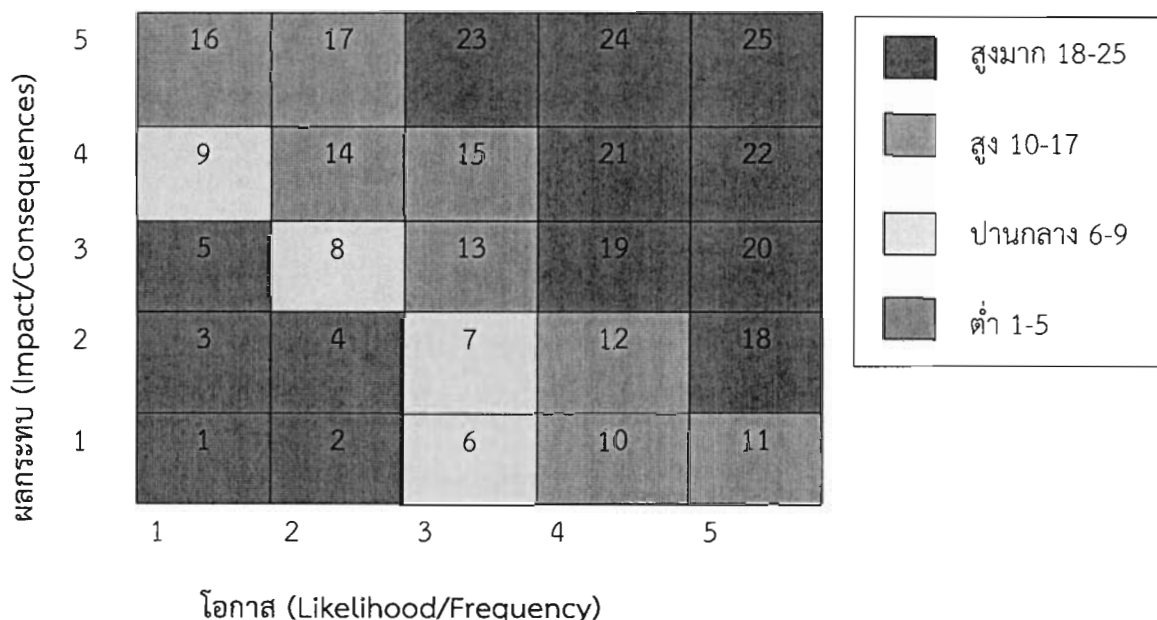 ผลกระทบ (Impact/Consequences)
5 16 17 23 24 25
4 9 14 15 21 22
3 5 8 13 19 20
2 3 4 7 12 18
1 1 2 6 10 11
1 2 3 4 5
โอกาส (Likelihood/Frequency)
สูงมาก 18-25
สูง 10-17
ปานกลาง 6-9
ต่ำ 1-5